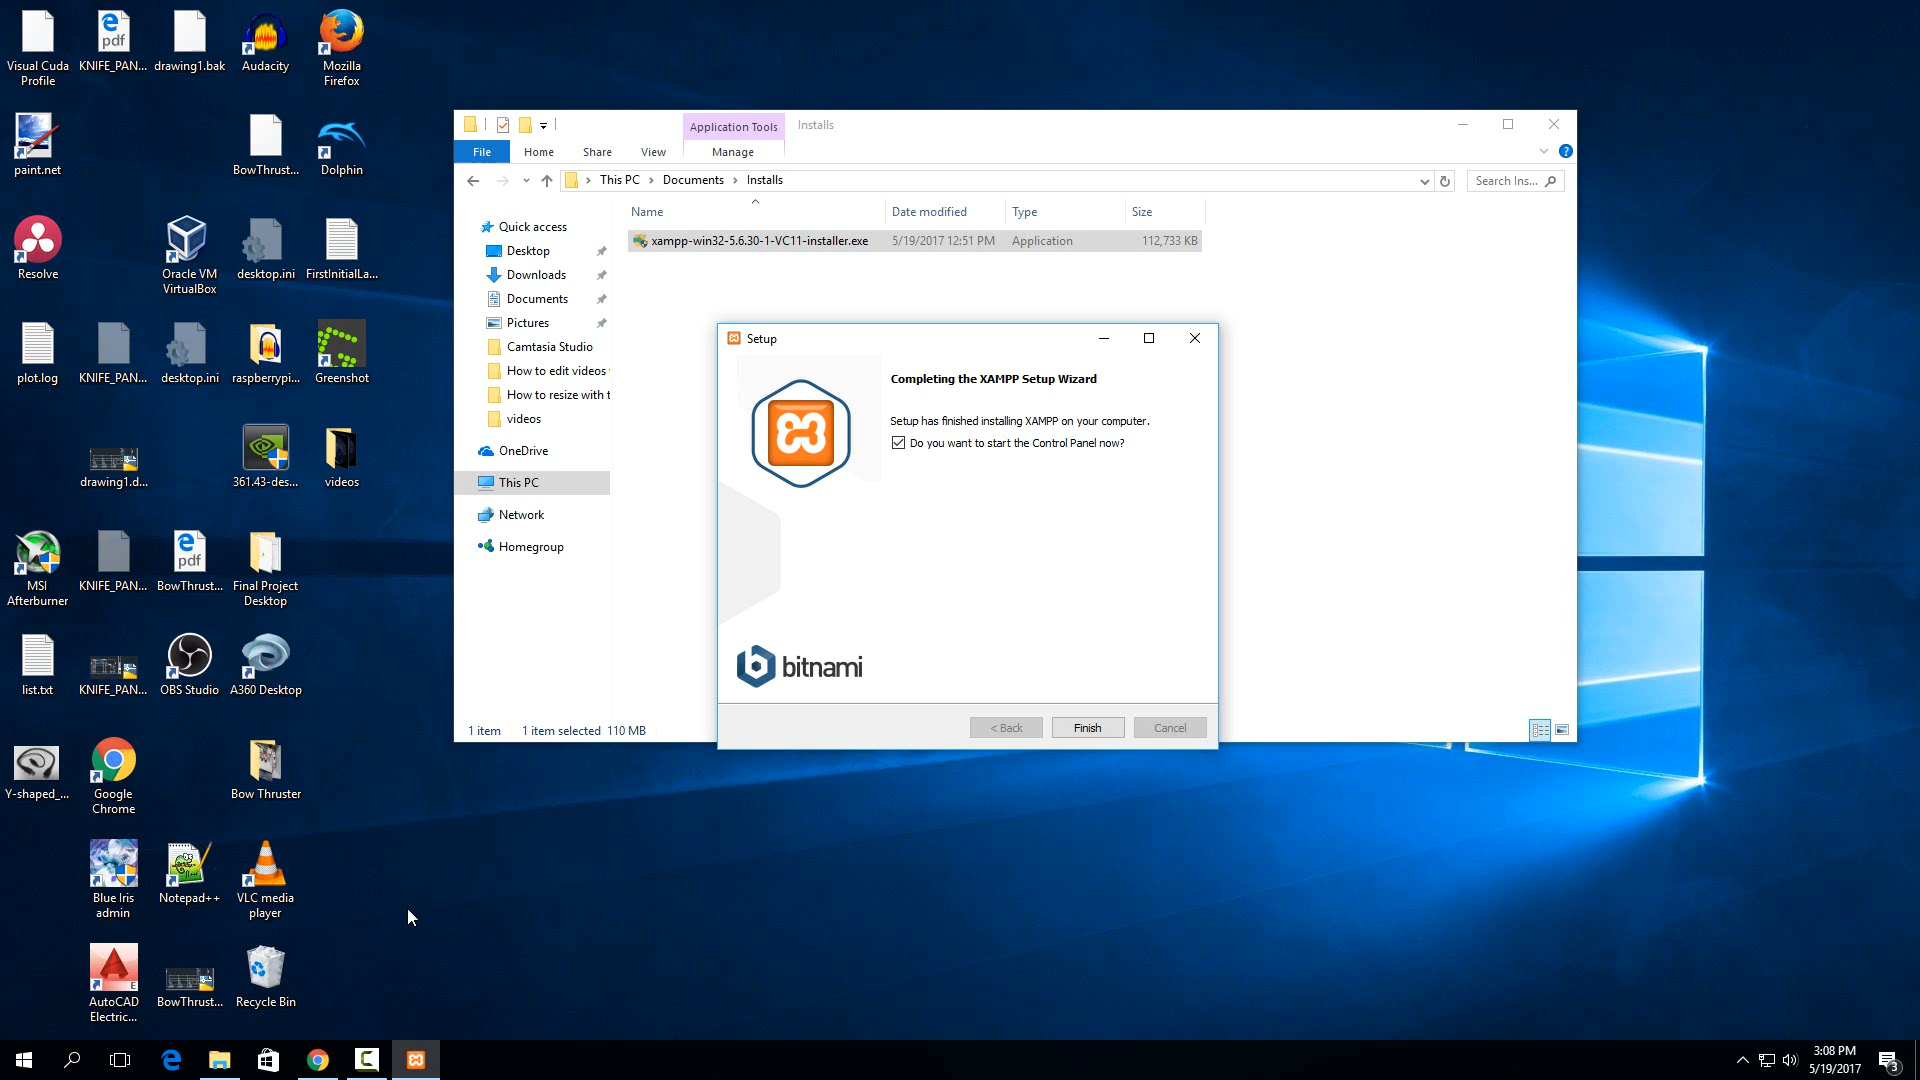 Visual Cuda
Profile
KNIFE_PAN...
drawing1.bak
Audacity
Mozilla
Firefox
paint.net
BowThrust...
Dolphin
Resolve
Oracle VM
VirtualBox
desktop.ini
FirstInitialLa...
plot.log
KNIFE_PAN...
desktop.ini
raspberrypi...
Greenshot
drawing1.d...
361.43-des...
videos
MSI
Afterburner
KNIFE_PAN...
BowThrust...
Final Project
Desktop
list.txt
KNIFE_PAN...
OBS Studio
A360 Desktop
Y-shaped_...
Google
Chrome
Bow Thruster
Blue Iris
admin
Notepad++
VLC media
player
AutoCAD
Electric...
BowThrust...
Recycle Bin
Application Tools
Installs
File
Home
Share
View
Manage
This PC
Documents
Installs
Search Ins...
Name
Date modified
Type
Size
xampp-win32-5.6.30-1-VC11-installer.exe
5/19/2017 12:51 PM
Application
112,733 KB
Quick access
Desktop
Downloads
Documents
Pictures
Camtasia Studio
How to edit videos
How to resize with t
videos
OneDrive
This PC
Network
Homegroup
1 item
1 item selected 110 MB
Setup
Completing the XAMPP Setup Wizard
Setup has finished installing XAMPP on your computer.
Do you want to start the Control Panel now?
bitnami
< Back
Finish
Cancel
3:08 PM
5/19/2017
3